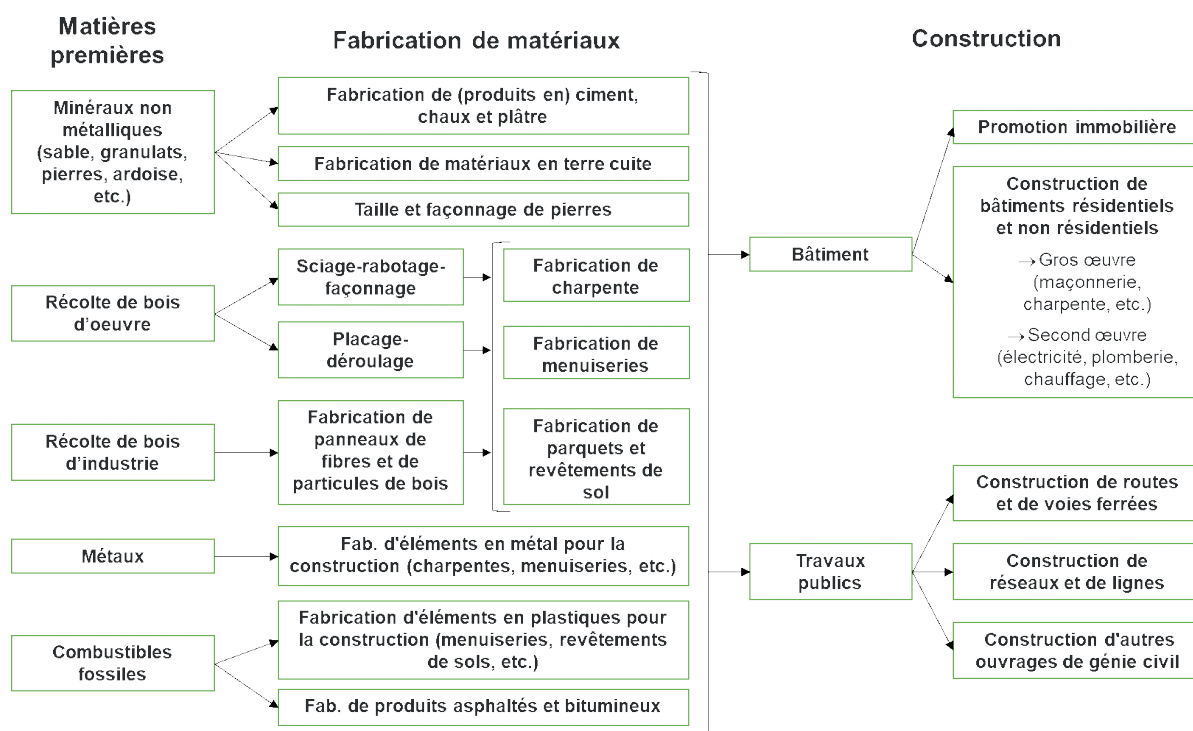 Matières
premières
Fabrication de matériaux
Construction
Minéraux non
métalliques
(sable, granulats,
pierres, ardoise,
etc.)
Fabrication de (produits en) ciment,
chaux et plâtre
Fabrication de matériaux en terre cuite
Taille et façonnage de pierres
Récolte de bois
d'oeuvre
Sciage-rabotage-
façonnage
Placage-
déroulage
Fabrication de
charpente
Fabrication de
menuiseries
Récolte de bois
d'industrie
Fabrication de
panneaux de
fibres et de
particules de bois
Fabrication de
parquets et
revêtements de
sol
Métaux
Fab. d'éléments en métal pour la
construction (charpentes, menuiseries, etc.)
Combustibles
fossiles
Fabrication d'éléments en plastiques pour
la construction (menuiseries, revêtements
de sols, etc.)
Fab. de produits asphaltés et bitumineux
Bâtiment
Promotion immobilière
Construction de
bâtiments résidentiels
et non résidentiels
→ Gros œuvre
(maçonnerie,
charpente, etc.)
→ Second œuvre
(électricité, plomberie,
chauffage, etc.)
Travaux
publics
Construction de routes
et de voies ferrées
Construction de
réseaux et de lignes
Construction d'autres
ouvrages de génie civil